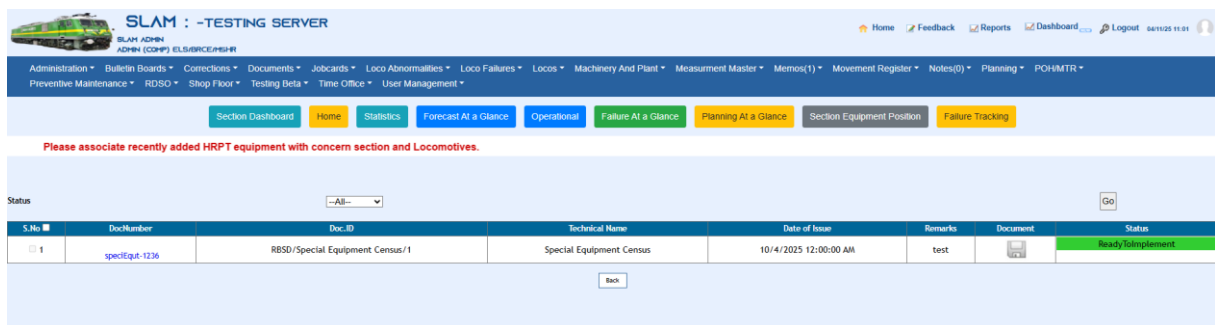 SLAM : -TESTING SERVER
SLAM ADMIN
ADMIN (COMP) ELS/BRCE/MSHR
Home Feedback Reports Dashboard Logout 04/11/25 11:01
Administration Bulletin Boards Corrections Documents Jobcards Loco Abnormalities Loco Failures Locos Machinery And Plant Measurment Master Memos(1) Movement Register Notes(0) Planning POH/MTR
Preventive Maintenance RDSO Shop Floor Testing Beta Time Office User Management
Section Dashboard Home Statistics Forecast At a Glance Operational Failure At a Glance Planning At a Glance Section Equipment Position Failure Tracking
Please associate recently added HRPT equipment with concern section and Locomotives.
Status --All-- Go
S.No DocNumber Doc.ID Technical Name Date of Issue Remarks Document Status
1 speclEqut-1236 RBSD/Special Equipment Census/1 Special Equipment Census 10/4/2025 12:00:00 AM test ReadyToImplement
Back